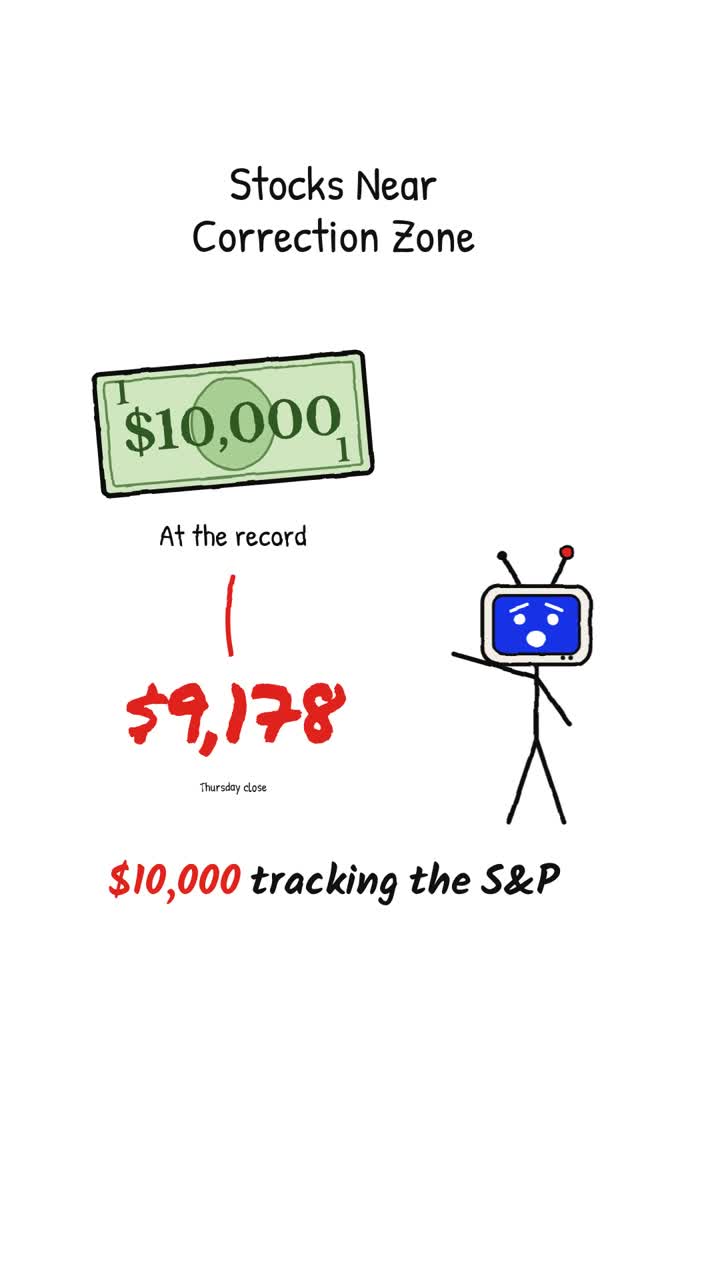 Stocks Near
Correction Zone
1
$10,000
1
At the record
$9,178
Thursday close
$10,000 tracking the S&P